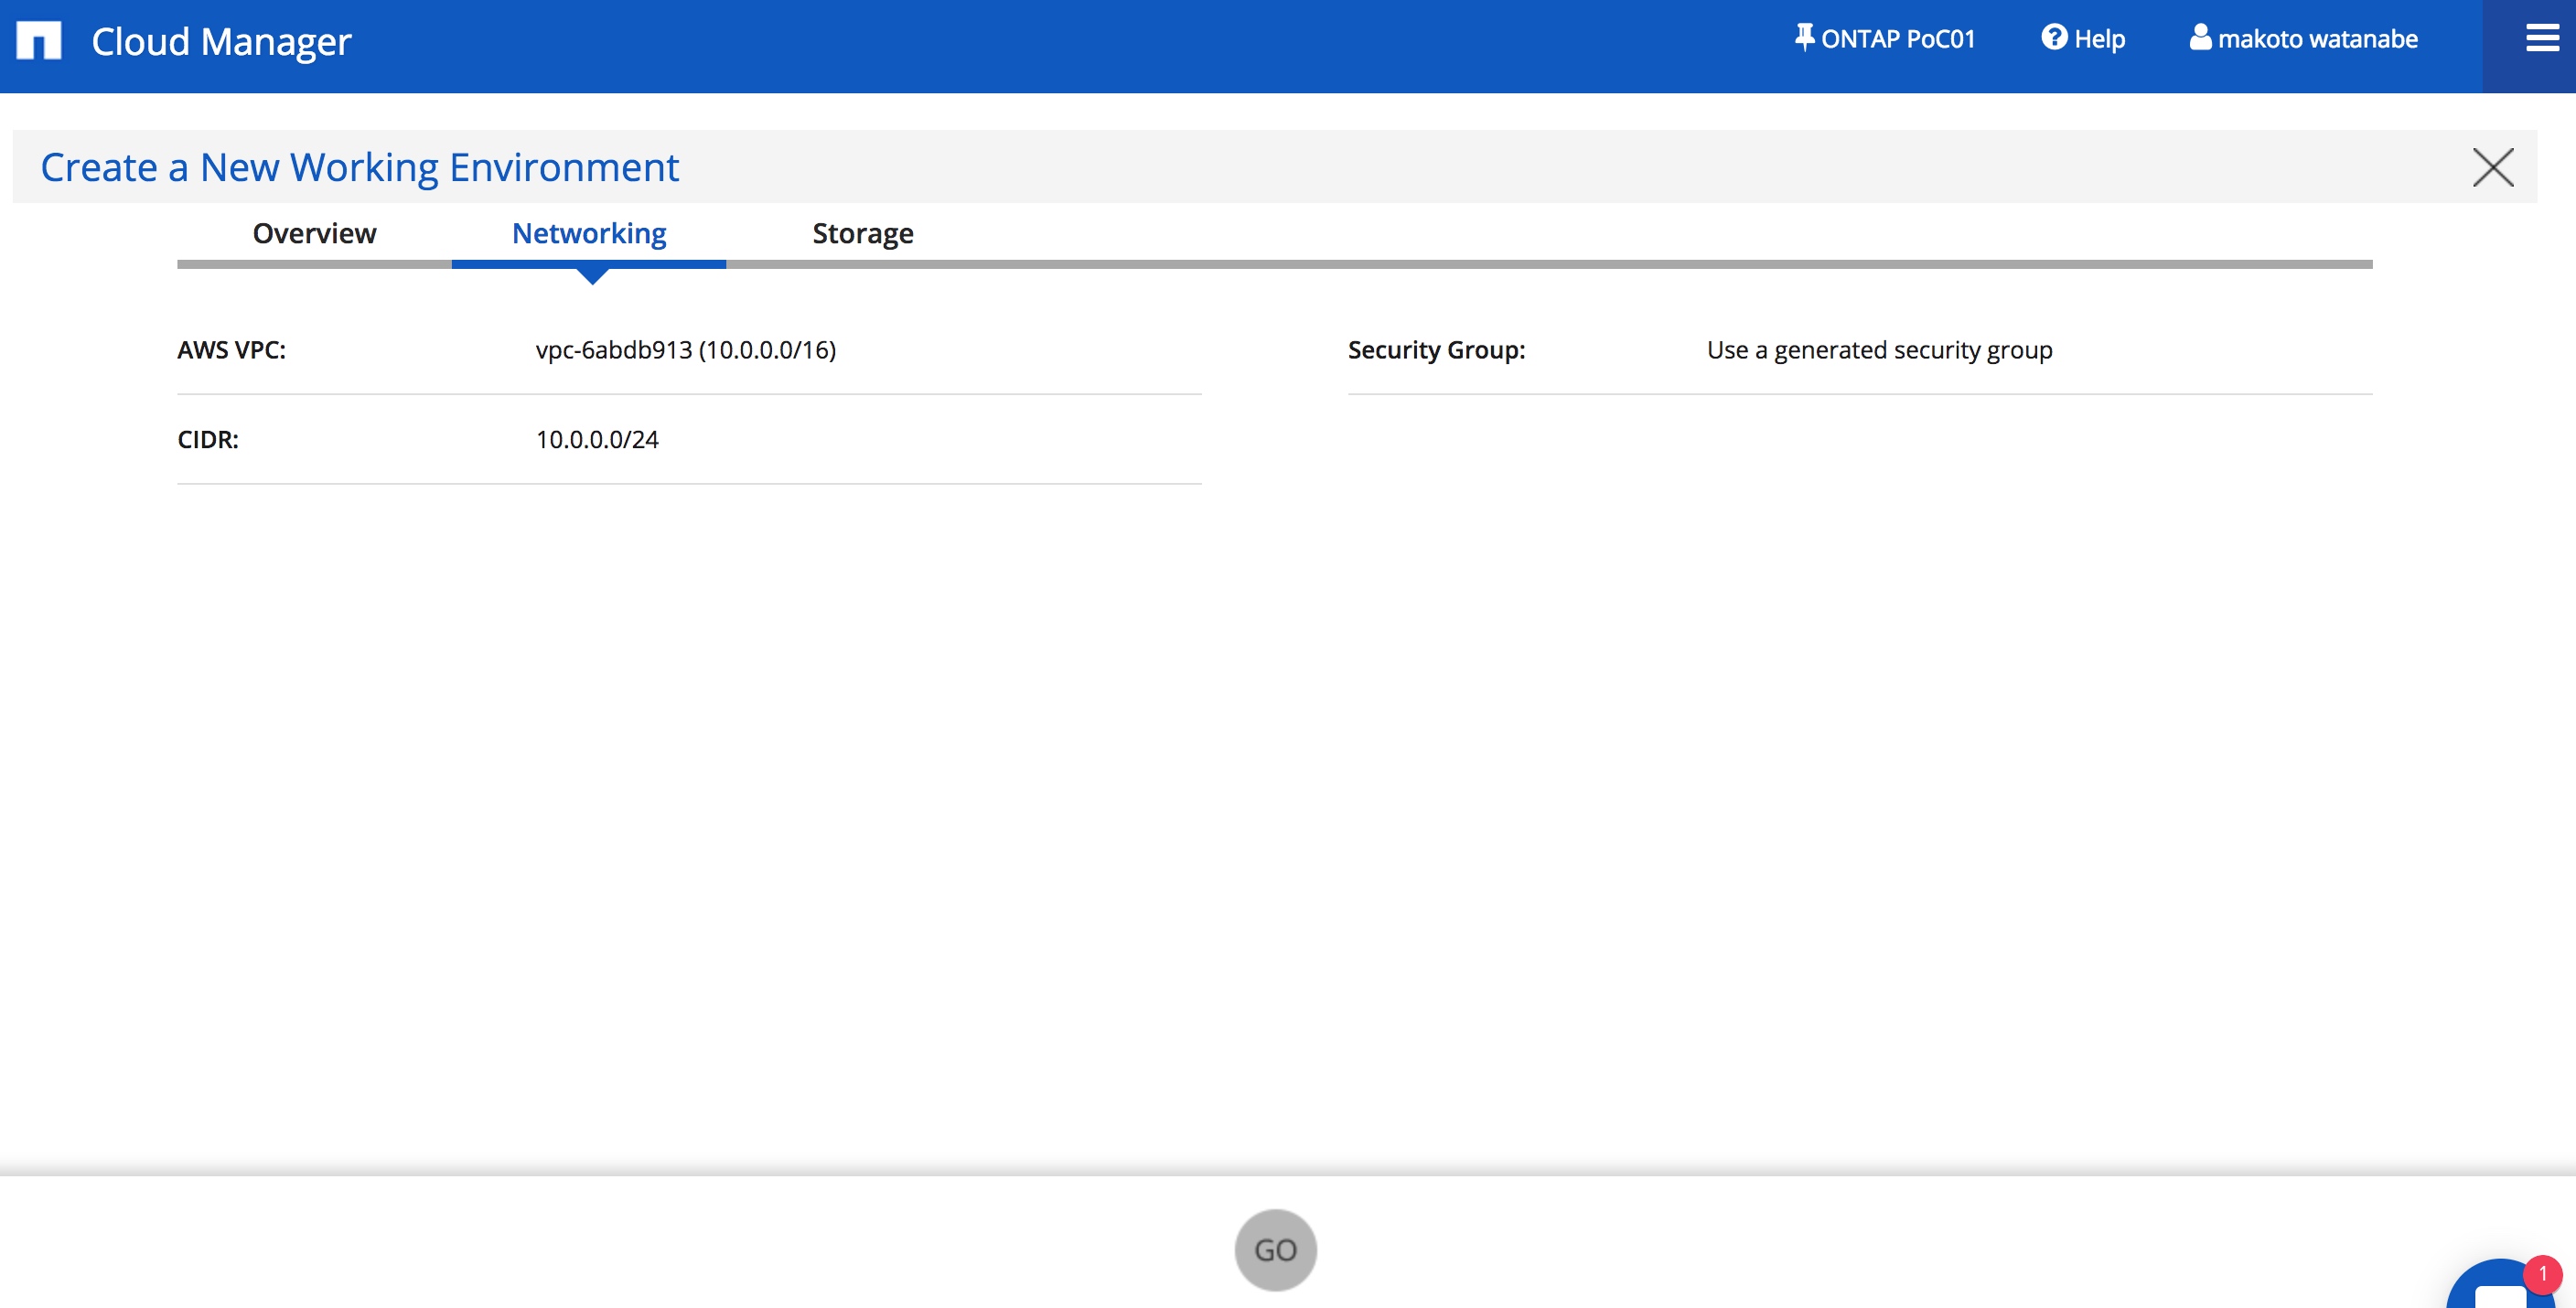 Cloud Manager
ONTAP PoC01
Help
makoto watanabe
Create a New Working Environment
Overview
Networking
Storage
AWS VPC:
vpc-6abdb913 (10.0.0.0/16)
Security Group:
Use a generated security group
CIDR:
10.0.0.0/24
GO
1